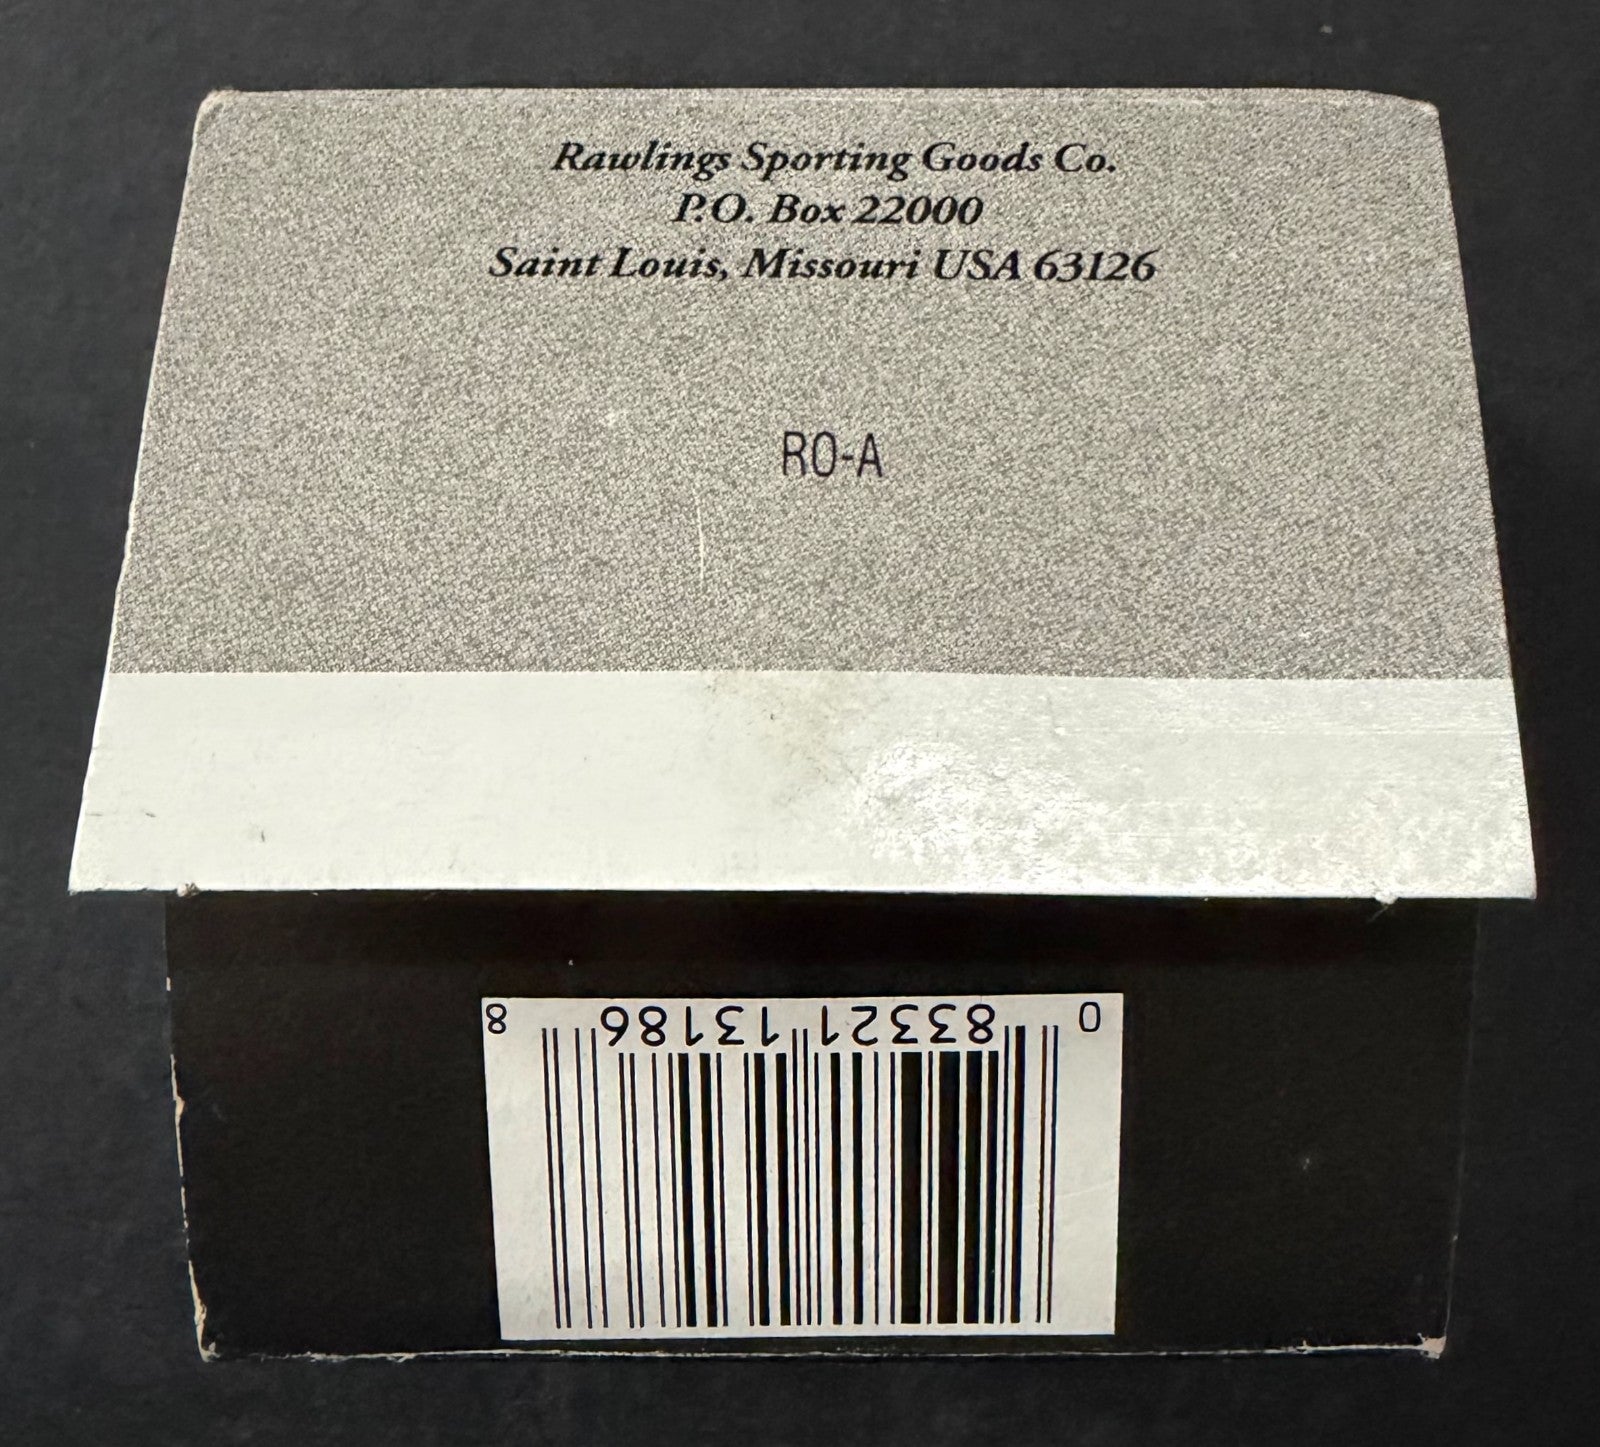 Rawlings Sporting Goods Co.
P.O. Box 22000
Saint Louis, Missouri USA 63126
RO-A
0 83321 13186 8